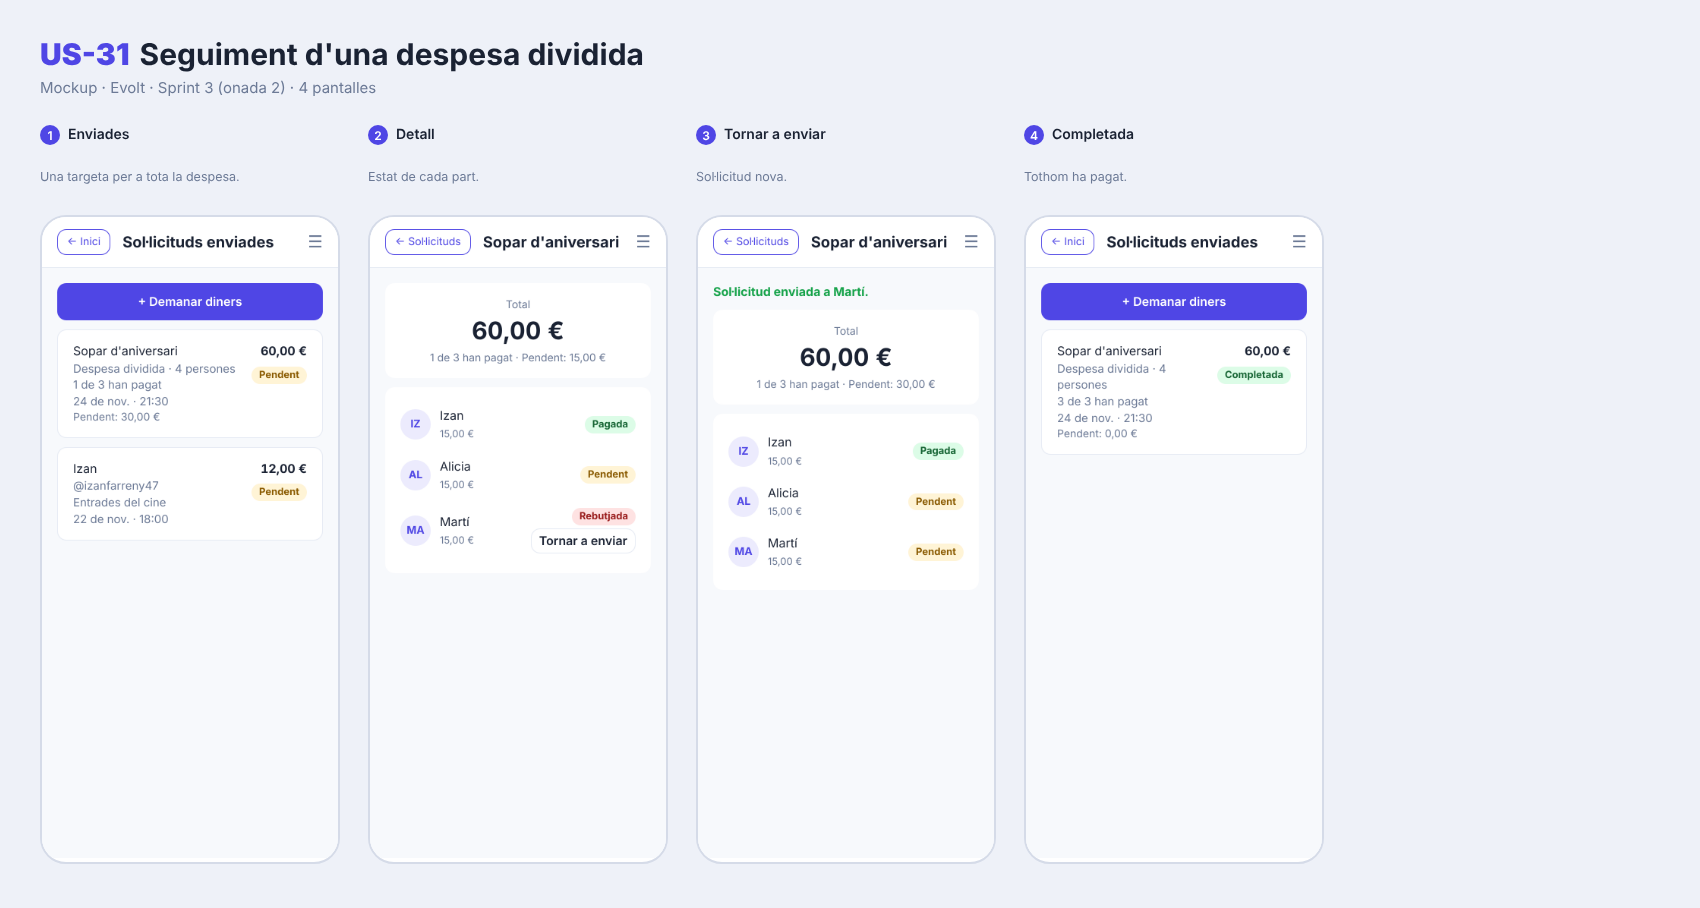 US-31 Seguiment d'una despesa dividida
Mockup · Evolt · Sprint 3 (onada 2) · 4 pantalles
1 Enviades
Una targeta per a tota la despesa.
← Inici Sol·licituds enviades ☰
+ Demanar diners
Sopar d'aniversari 60,00 €
Despesa dividida · 4 persones Pendent
1 de 3 han pagat
24 de nov. · 21:30
Pendent: 30,00 €
Izan 12,00 €
@izanfarreny47 Pendent
Entrades del cine
22 de nov. · 18:00
2 Detall
Estat de cada part.
← Sol·licituds Sopar d'aniversari ☰
Total
60,00 €
1 de 3 han pagat · Pendent: 15,00 €
IZ Izan Pagada
15,00 €
AL Alicia Pendent
15,00 €
MA Martí Rebutjada
15,00 € Tornar a enviar
3 Tornar a enviar
Sol·licitud nova.
← Sol·licituds Sopar d'aniversari ☰
Sol·licitud enviada a Martí.
Total
60,00 €
1 de 3 han pagat · Pendent: 30,00 €
IZ Izan Pagada
15,00 €
AL Alicia Pendent
15,00 €
MA Martí Pendent
15,00 €
4 Completada
Tothom ha pagat.
← Inici Sol·licituds enviades ☰
+ Demanar diners
Sopar d'aniversari 60,00 €
Despesa dividida · 4 Completada
persones
3 de 3 han pagat
24 de nov. · 21:30
Pendent: 0,00 €